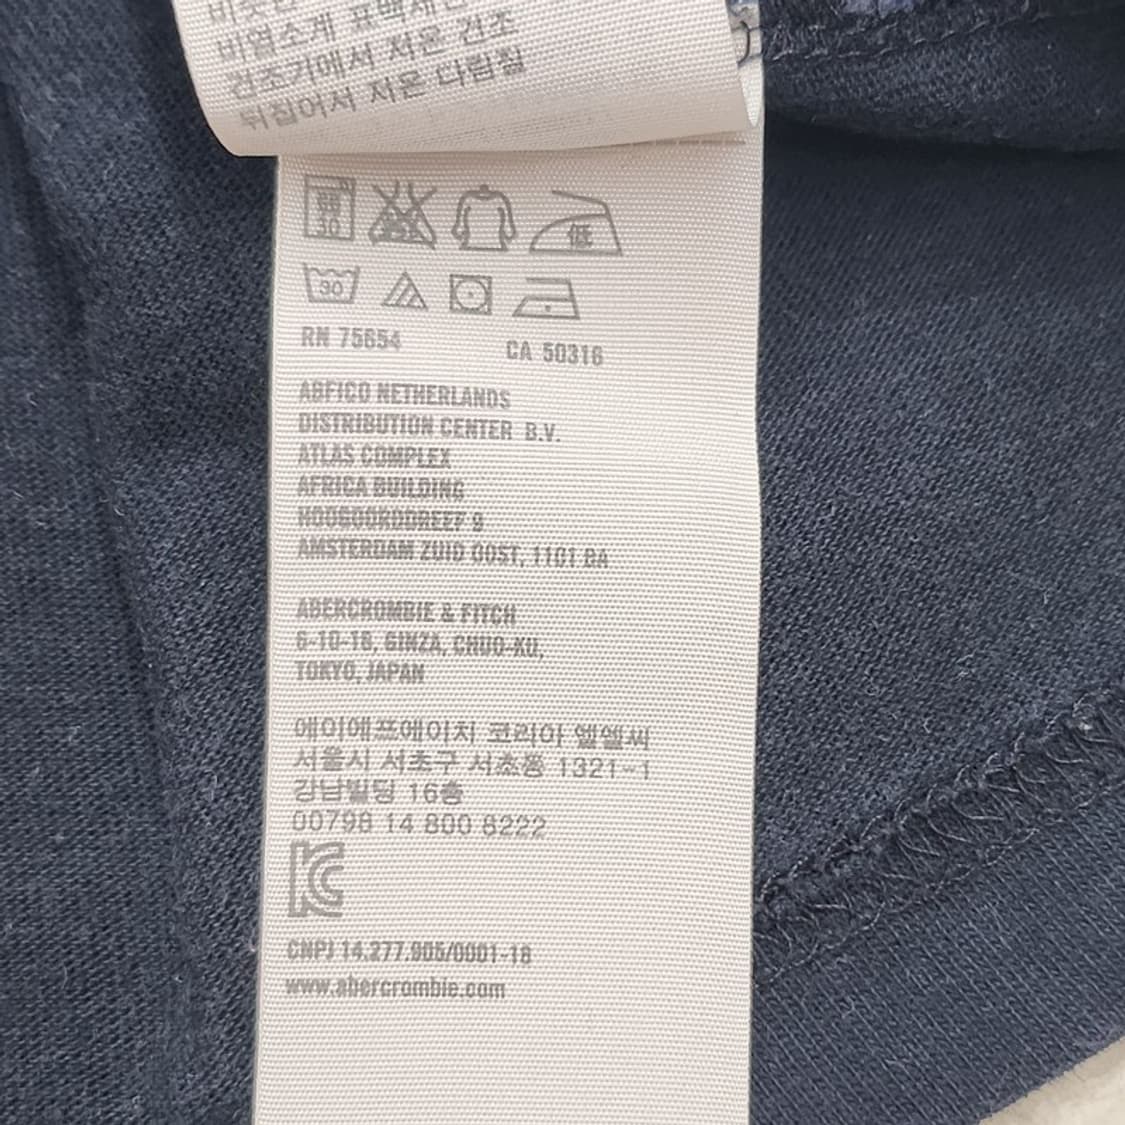 비염소계 표백제만
건조기에서 저온 건조
뒤집어서 저온 다림질
30
低
30
RN 75654 CA 50316
ABFICO NETHERLANDS
DISTRIBUTION CENTER B.V.
ATLAS COMPLEX
AFRICA BUILDING
HOOGOORDDREEF 9
AMSTERDAM ZUID OOST, 1101 BA
ABERCROMBIE & FITCH
6-10-16, GINZA, CHUO-KU,
TOKYO, JAPAN
에이에프에이치 코리아 엘엘씨
서울시 서초구 서초동 1321-1
강남빌딩 16층
00798 14 800 8222
KC
CNPJ 14.277.905/0001-18
www.abercrombie.com